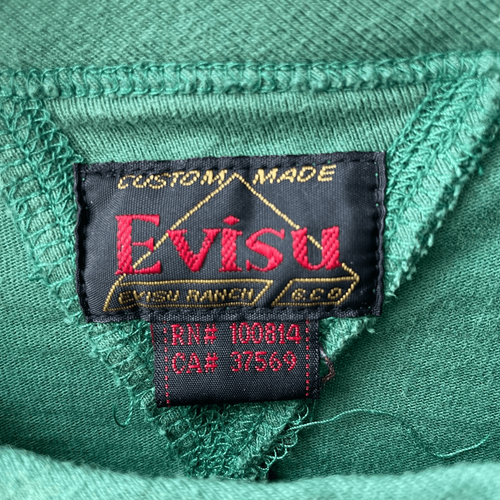 CUSTOM MADE
Evisu
EVISU RANCH G.C.O
RN# 100814
CA# 37569